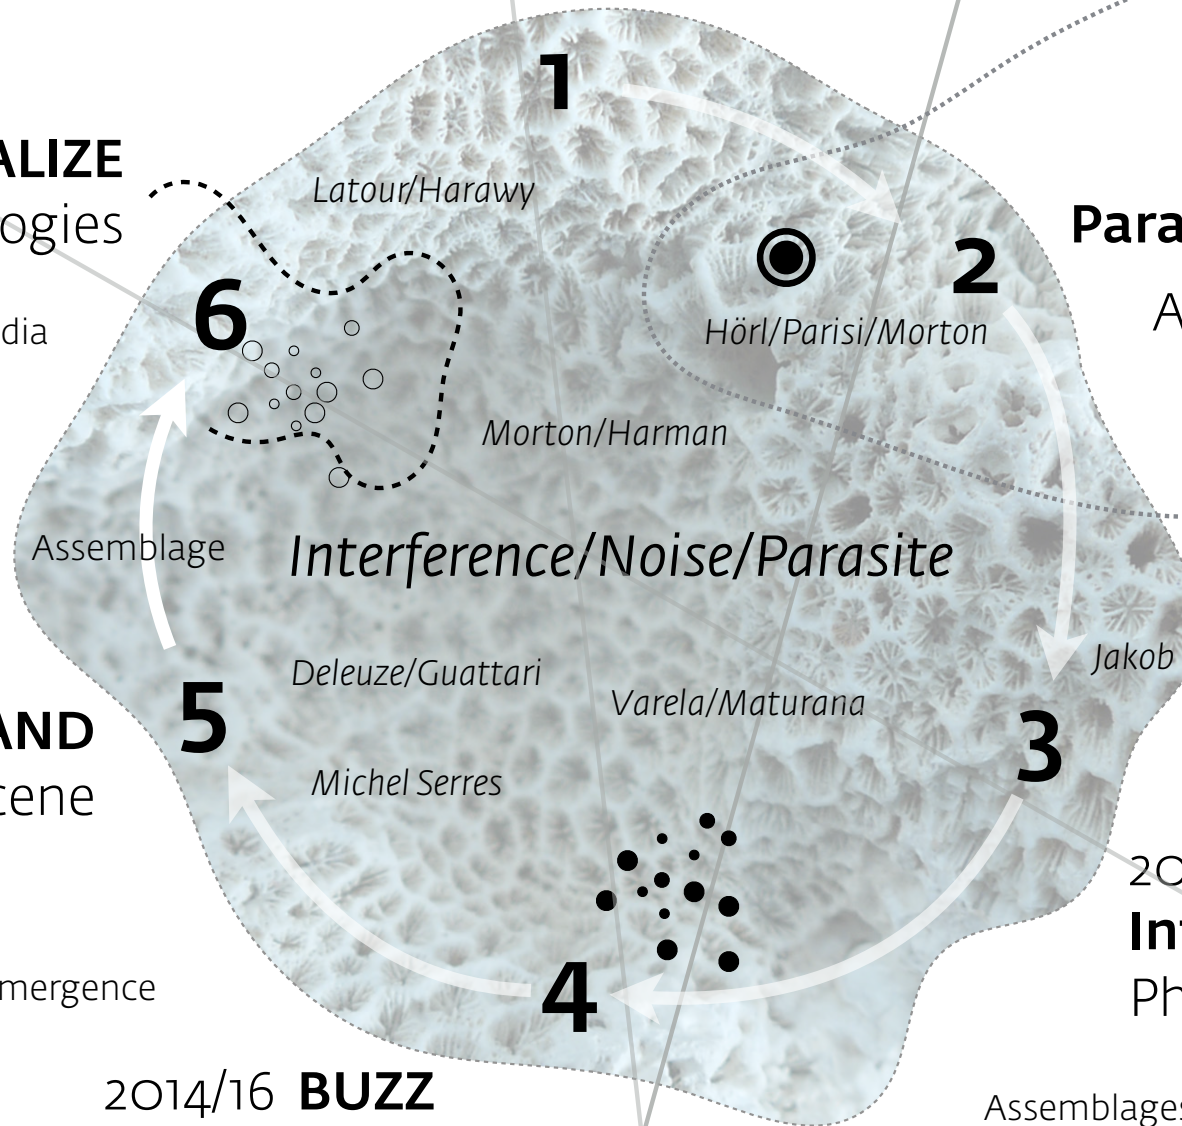 1
ALIZE
Latour/Harawy
ogies
Para
2
6
A
dia
Hörl/Parisi/Morton
Morton/Harman
Assemblage
Interference/Noise/Parasite
Jakob
Deleuze/Guattari
Varela/Maturana
5
AND
3
Michel Serres
cene
20
Int
mergence
4
Ph
2014/16 BUZZ
Assemblages